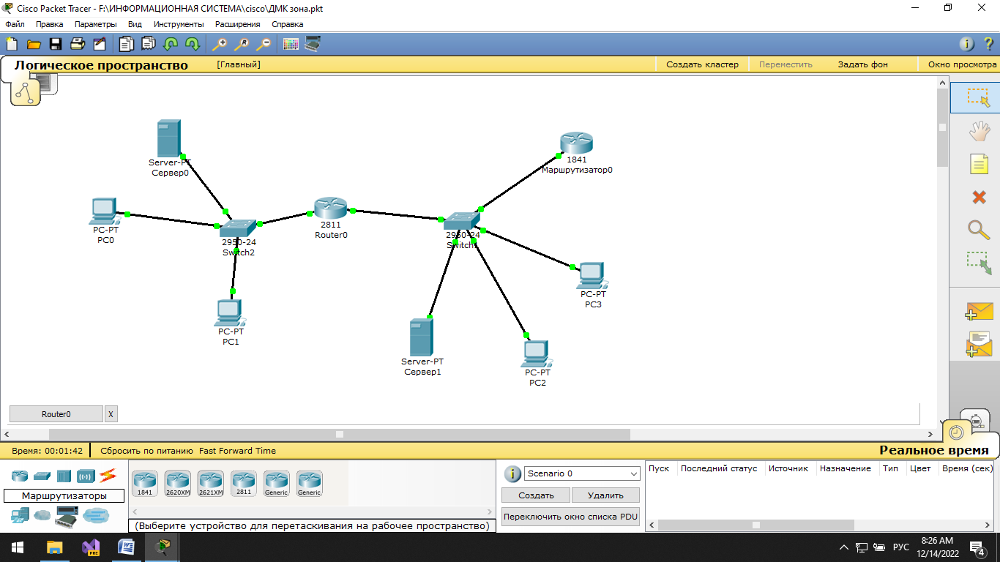 Cisco Packet Tracer - F:\ИНФОРМАЦИОННАЯ СИСТЕМА\cisco\ДМК зона.pkt
Файл Правка Параметры Вид Инструменты Расширения Справка
Логическое пространство [Главный] Создать кластер Переместить Задать фон Окно просмотра
Server-PT
Сервер0
1841
Маршрутизатор0
PC-PT
PC0
2811
Router0
2950-24
Switch2
2960-24
PC-PT
PC3
PC-PT
PC1
Server-PT
Сервер1
PC-PT
PC2
Router0 X
Время: 00:01:42 Сбросить по питанию Fast Forward Time Реальное время
Маршрутизаторы
1841 2620XM 2621XM 2811 Generic Generic
(Выберите устройство для перетаскивания на рабочее пространство)
Scenario 0
Создать Удалить
Переключить окно списка PDU
Пуск Последний статус Источник Назначение Тип Цвет Время (сек)
PRE
РУС
8:26 AM
12/14/2022
4